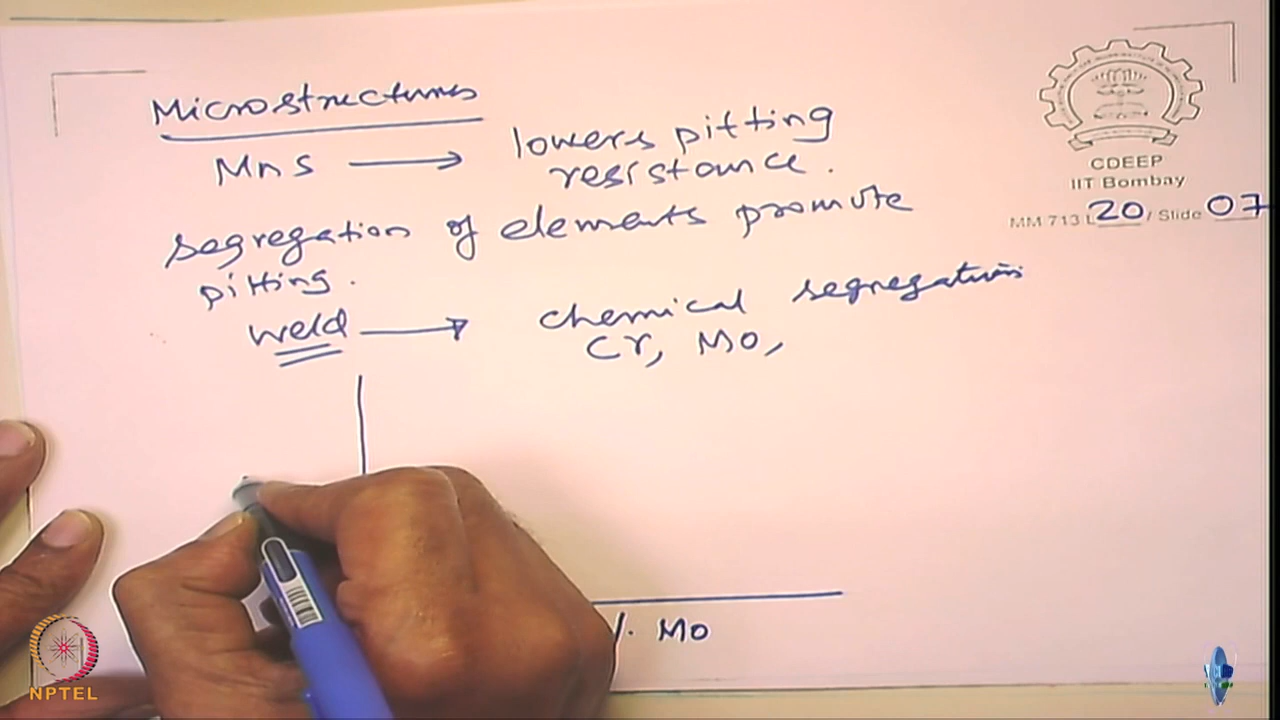 Microstructures
MnS → lowers pitting
resistance.
segregation of elements promote
pitting.
weld → chemical segregation
Cr, Mo,
%. Mo
CDEEP
IIT Bombay
MM 713 L 20 / Slide 07
NPTEL